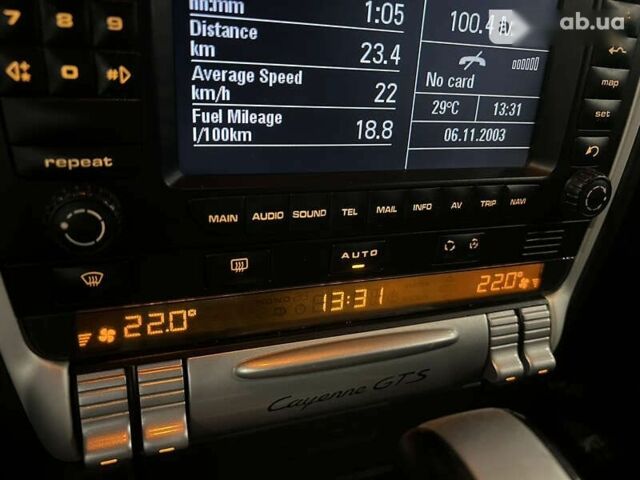 ab.ua
7 8 9
hh:mm 1:05
100.4
Distance
km 23.4
Average Speed
km/h 22
No card
Fuel Mileage
l/100km 18.8
29°C 13:31
06.11.2003
map
set
0
repeat
MAIN AUDIO SOUND TEL MAIL INFO AV TRIP NAVI
AUTO
22.0° 13:31 22.0°
Cayenne GTS